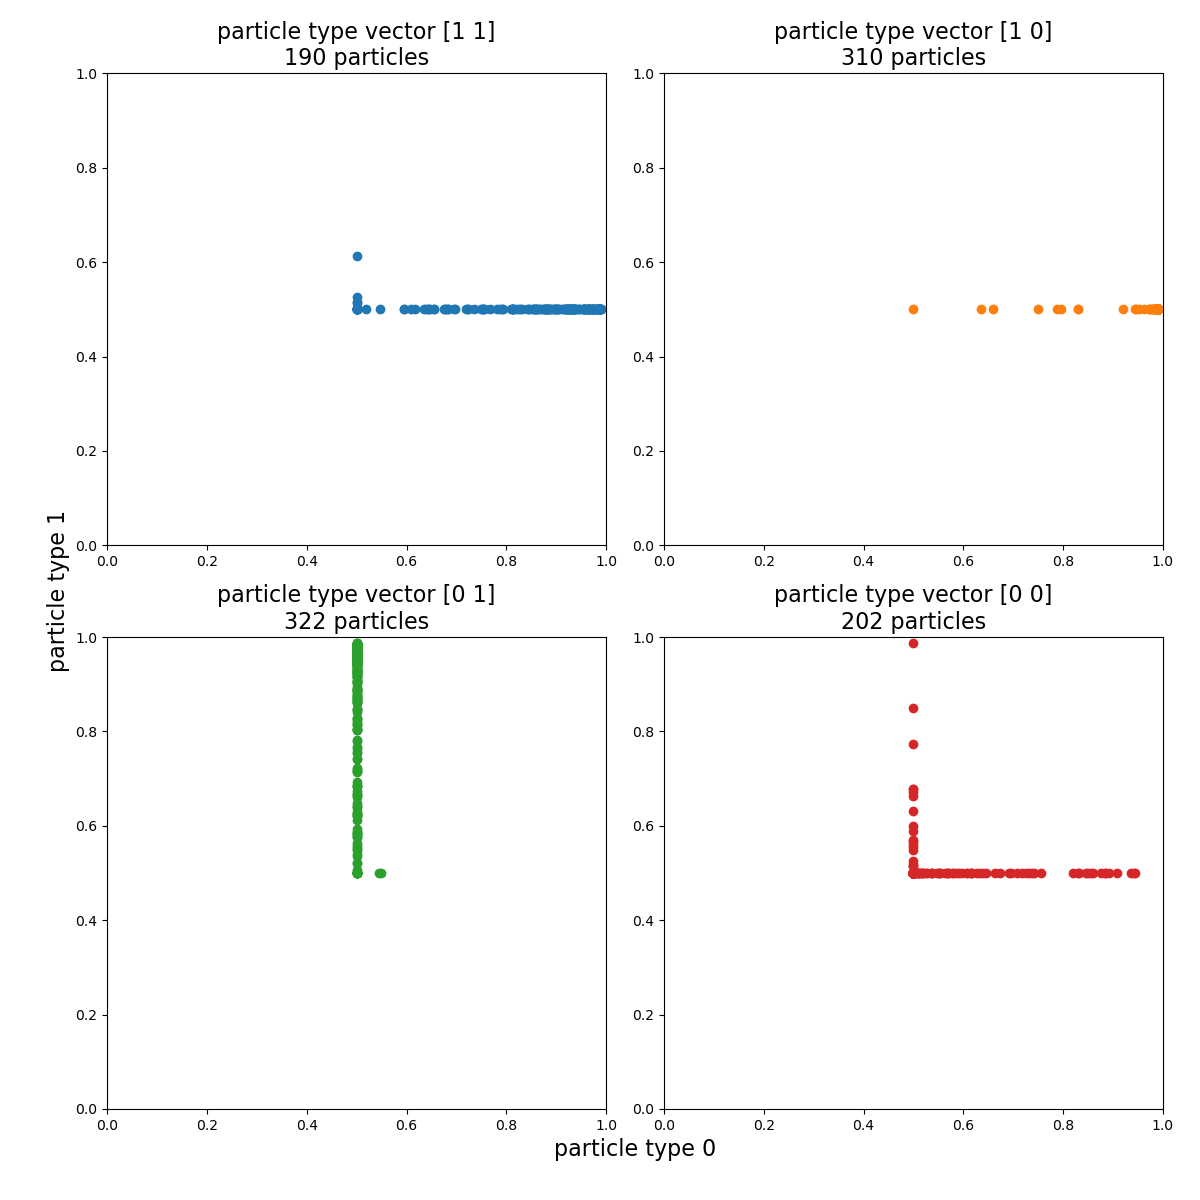 particle type vector [1 1]
190 particles
1.0
0.8
0.6
0.4
0.2
0.0
0.0 0.2 0.4 0.6 0.8 1.0
particle type vector [1 0]
310 particles
1.0
0.8
0.6
0.4
0.2
0.0
0.0 0.2 0.4 0.6 0.8 1.0
particle type 1
particle type vector [0 1]
322 particles
1.0
0.8
0.6
0.4
0.2
0.0
0.0 0.2 0.4 0.6 0.8 1.0
particle type vector [0 0]
202 particles
1.0
0.8
0.6
0.4
0.2
0.0
0.0 0.2 0.4 0.6 0.8 1.0
particle type 0